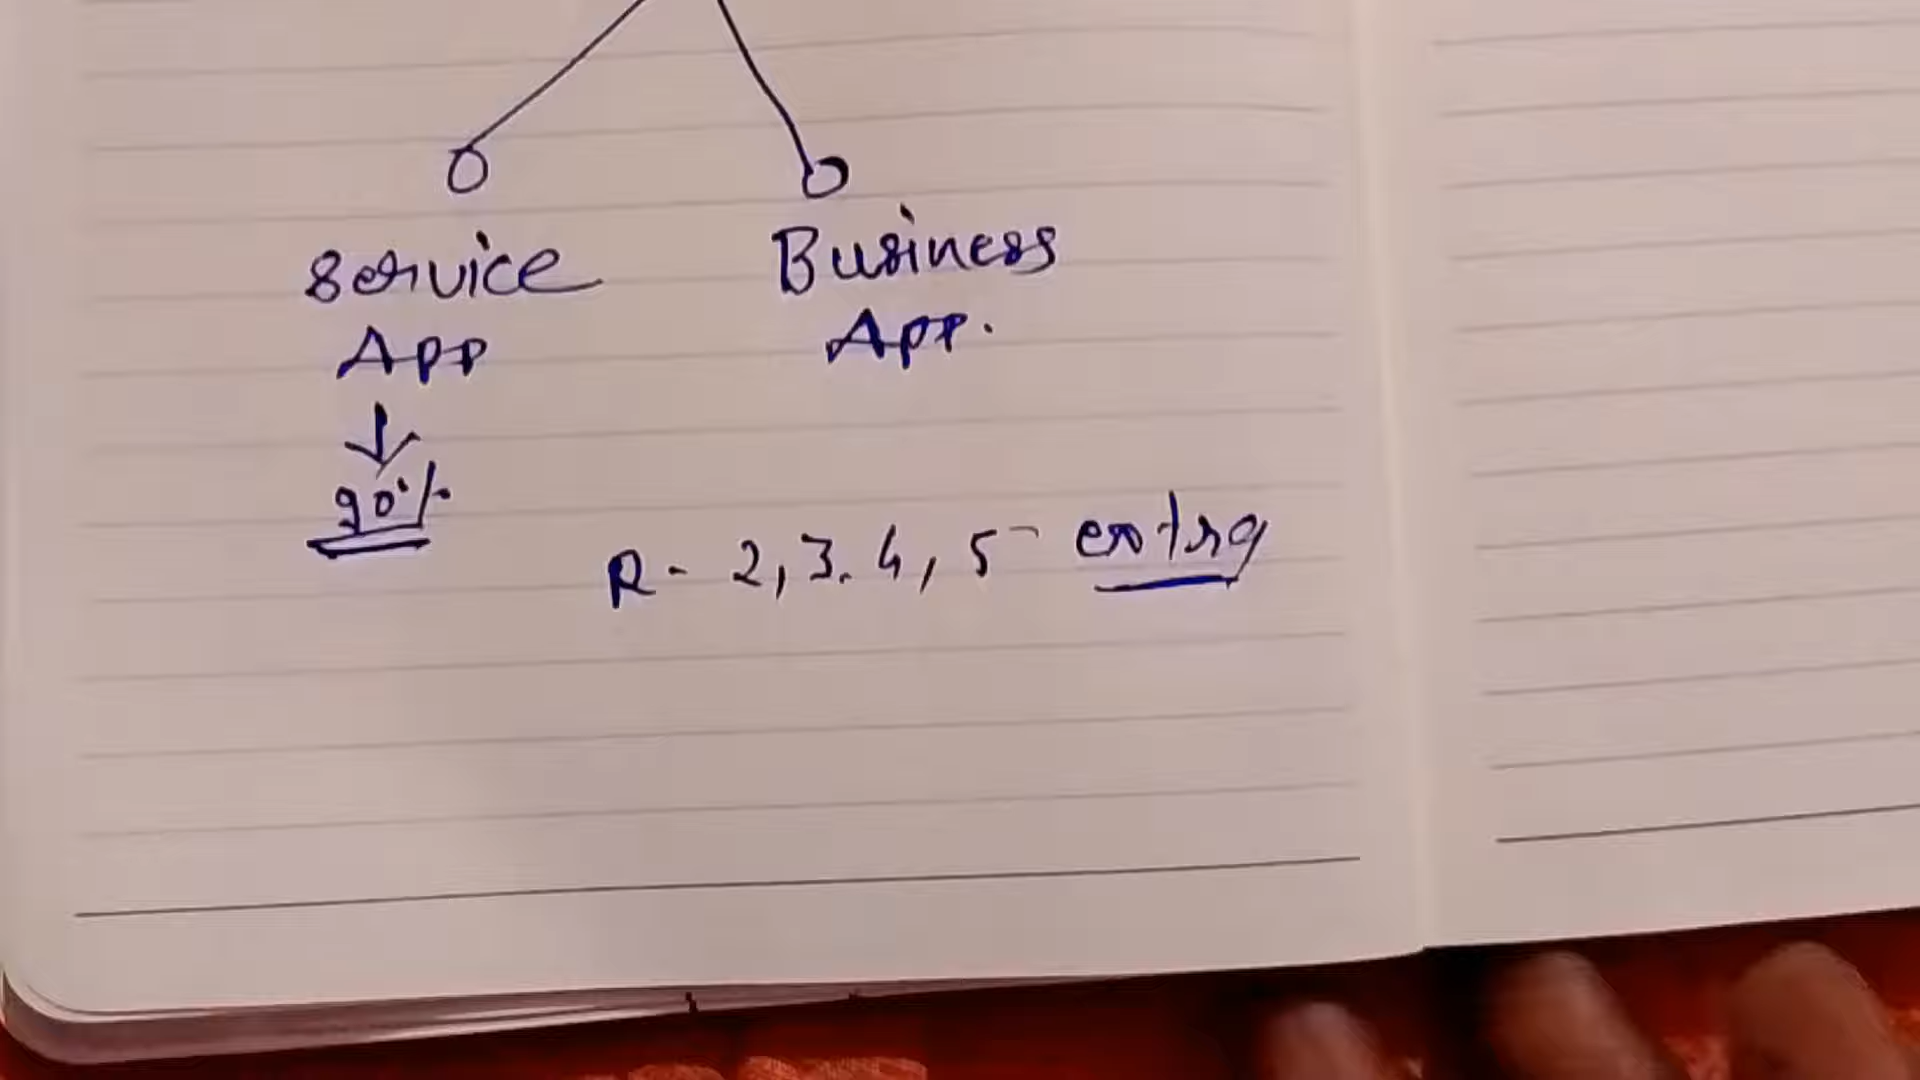 Service
App
Business
App.
90%
R - 2, 3. 4, 5 - extra